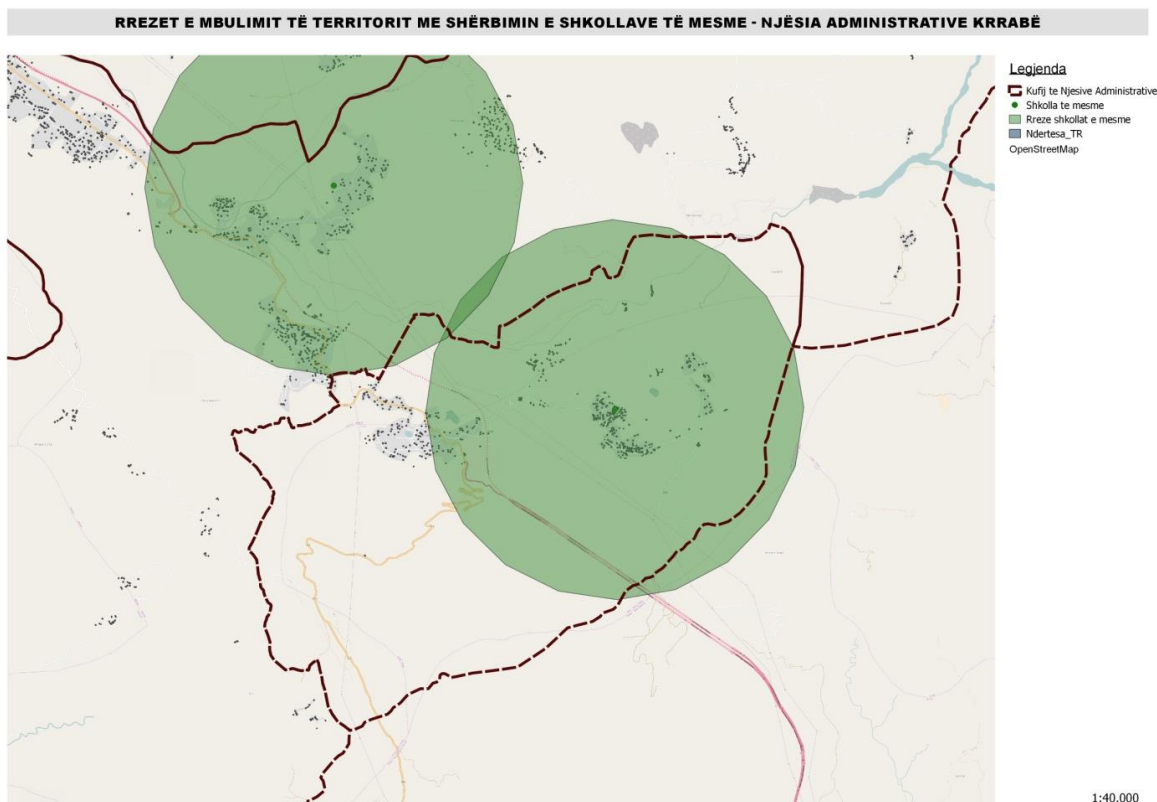 RREZET E MBULIMIT TË TERRITORIT ME SHËRBIMIN E SHKOLLAVE TË MESME - NJËSIA ADMINISTRATIVE KRRABË
Legjenda
Kufij te Njesive Administrative
Shkolla te mesme
Rreze shkollat e mesme
Ndertesa_TR
OpenStreetMap
1:40,000